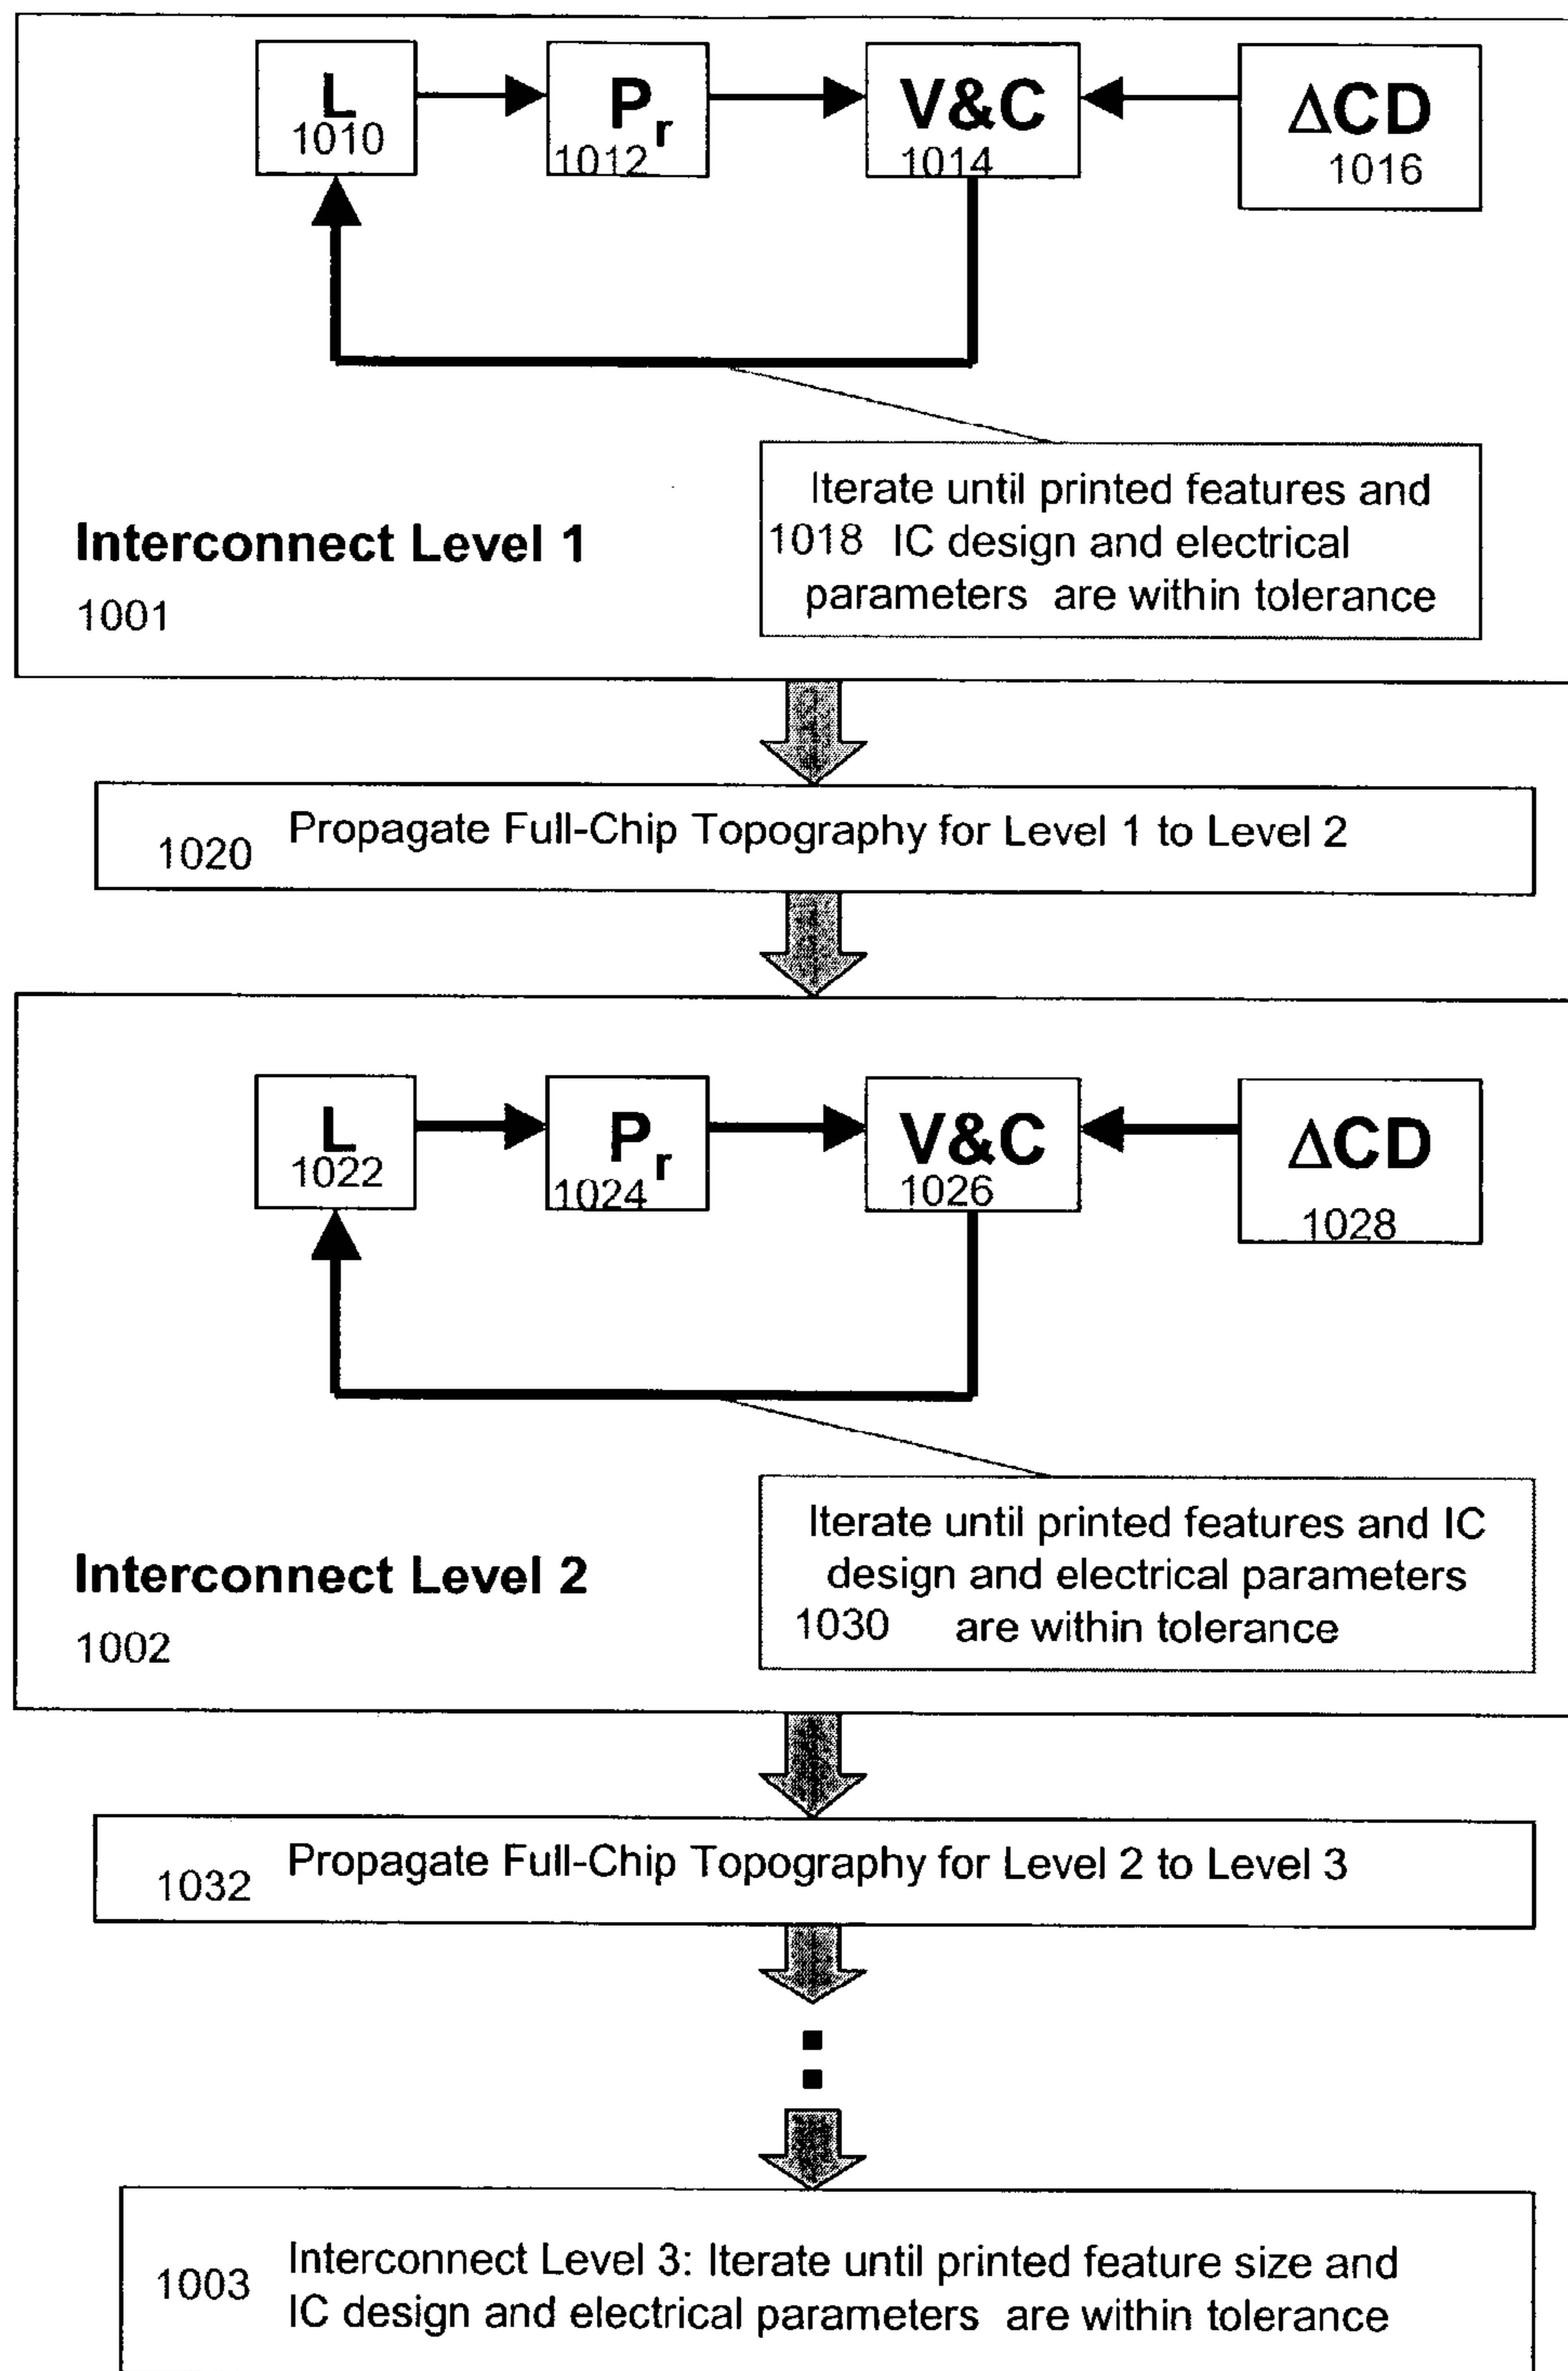 L
1010
Pr
1012
V&C
1014
ΔCD
1016
Iterate until printed features and
1018 IC design and electrical
parameters are within tolerance
Interconnect Level 1
1001
1020 Propagate Full-Chip Topography for Level 1 to Level 2
L
1022
Pr
1024
V&C
1026
ΔCD
1028
Iterate until printed features and IC
design and electrical parameters
1030 are within tolerance
Interconnect Level 2
1002
1032 Propagate Full-Chip Topography for Level 2 to Level 3
1003 Interconnect Level 3: Iterate until printed feature size and
IC design and electrical parameters are within tolerance